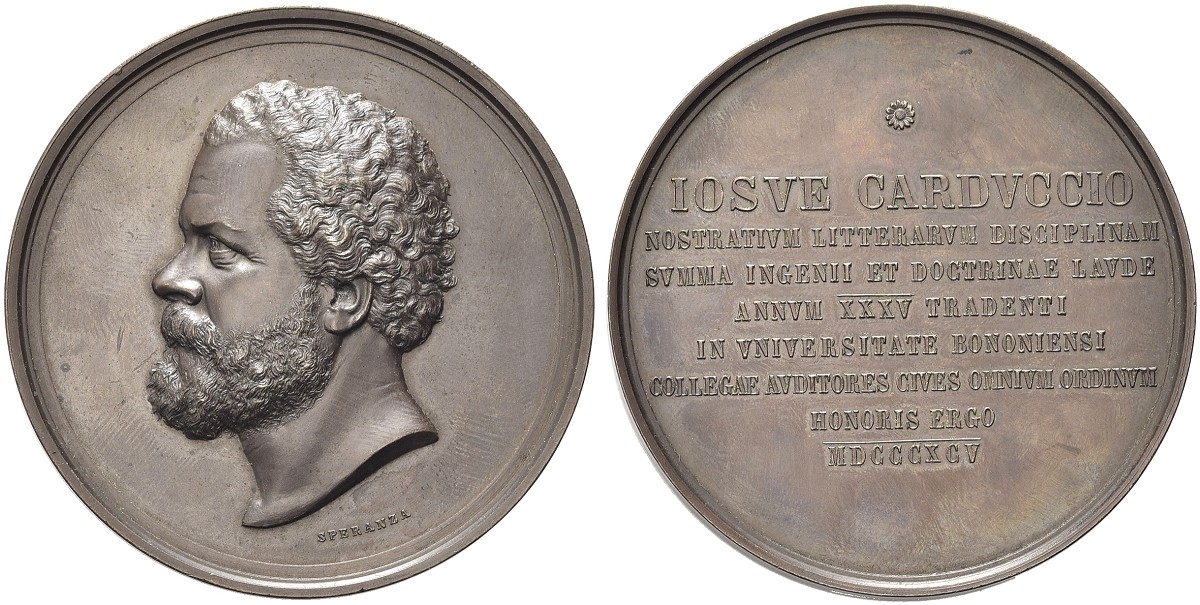 SPERANZA
IOSVE CARDVCCIO
NOSTRATIVM LITTERARVM DISCIPLINAM
SVMMA INGENII ET DOCTRINAE LAVDE
ANNVM XXXV TRADENTI
IN VNIVERSITATE BONONIENSI
COLLEGAE AVDITORES CIVES OMNIVM ORDINVM
HONORIS ERGO
MDCCCXCV